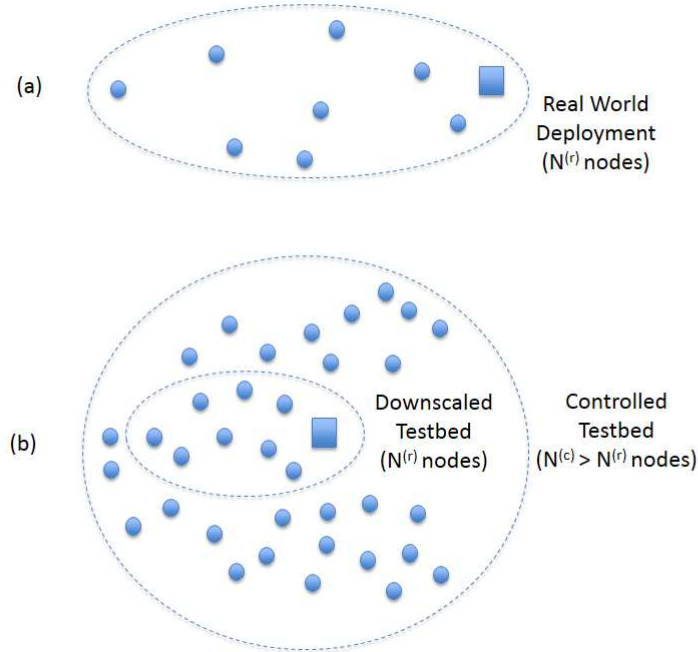 (a)
Real World
Deployment
(N(r) nodes)
(b)
Downscaled
Testbed
(N(r) nodes)
Controlled
Testbed
(N(c) > N(r) nodes)